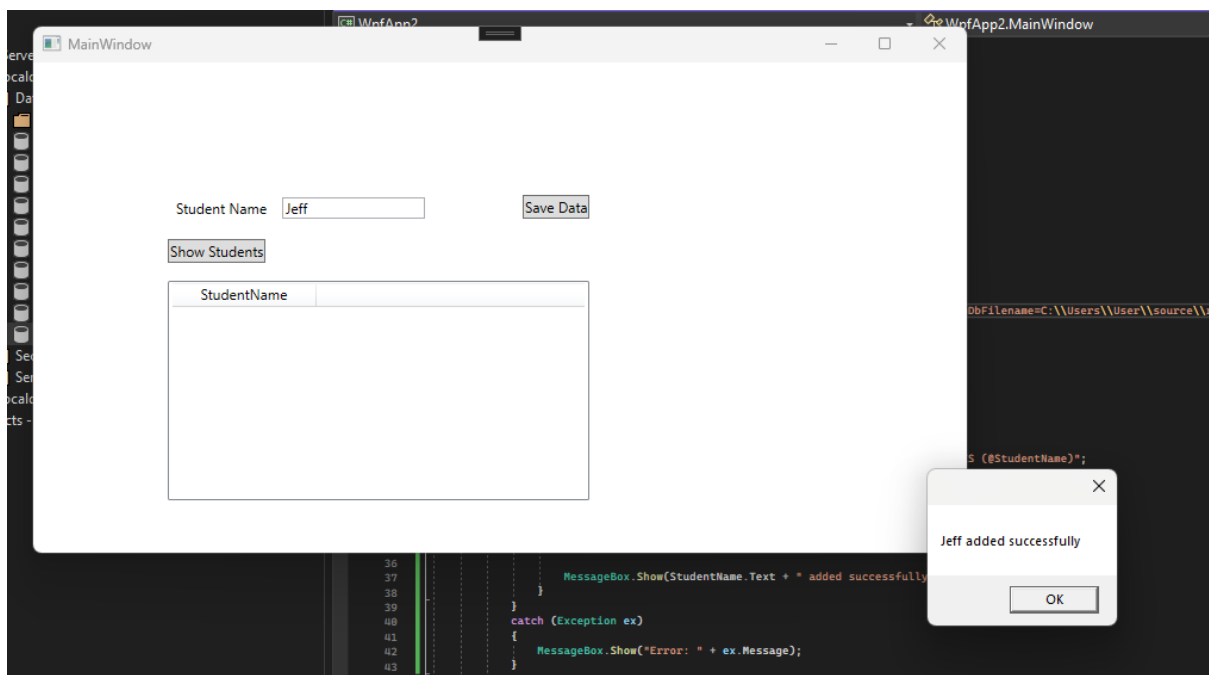 WpfApp2
WpfApp2.MainWindow
MainWindow
Student Name
Jeff
Save Data
Show Students
StudentName
DbFilename=C:\\Users\\User\\source\\
S (@StudentName)";
Jeff added successfully
OK
36
37 MessageBox.Show(StudentName.Text + " added successfully
38 }
39 }
40 catch (Exception ex)
41 {
42 MessageBox.Show("Error: " + ex.Message);
43 }